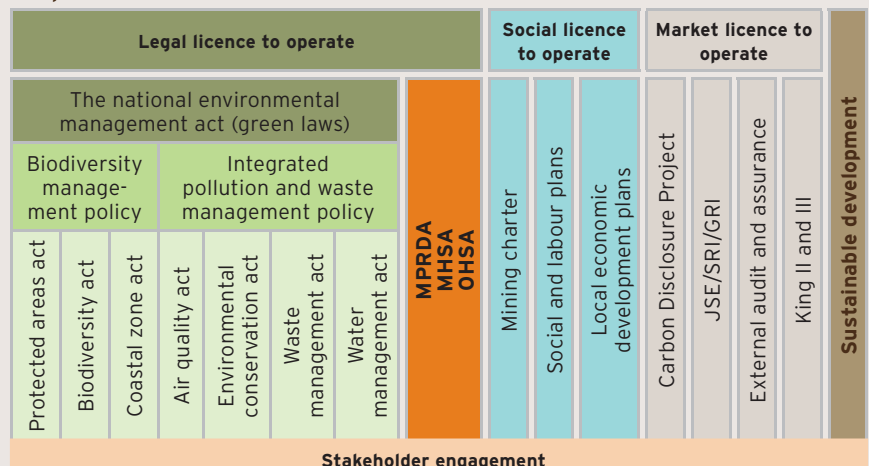 Legal licence to operate
Social licence
to operate
Market licence to
operate
Sustainable development
The national environmental
management act (green laws)
Biodiversity
manage-
ment policy
Integrated
pollution and waste
management policy
Protected areas act
Biodiversity act
Coastal zone act
Air quality act
Environmental
conservation act
Waste
management act
Water
management act
MPRDA
MHSA
OHSA
Mining charter
Social and labour plans
Local economic
development plans
Carbon Disclosure Project
JSE/SRI/GRI
External audit and assurance
King II and III
Stakeholder engagement